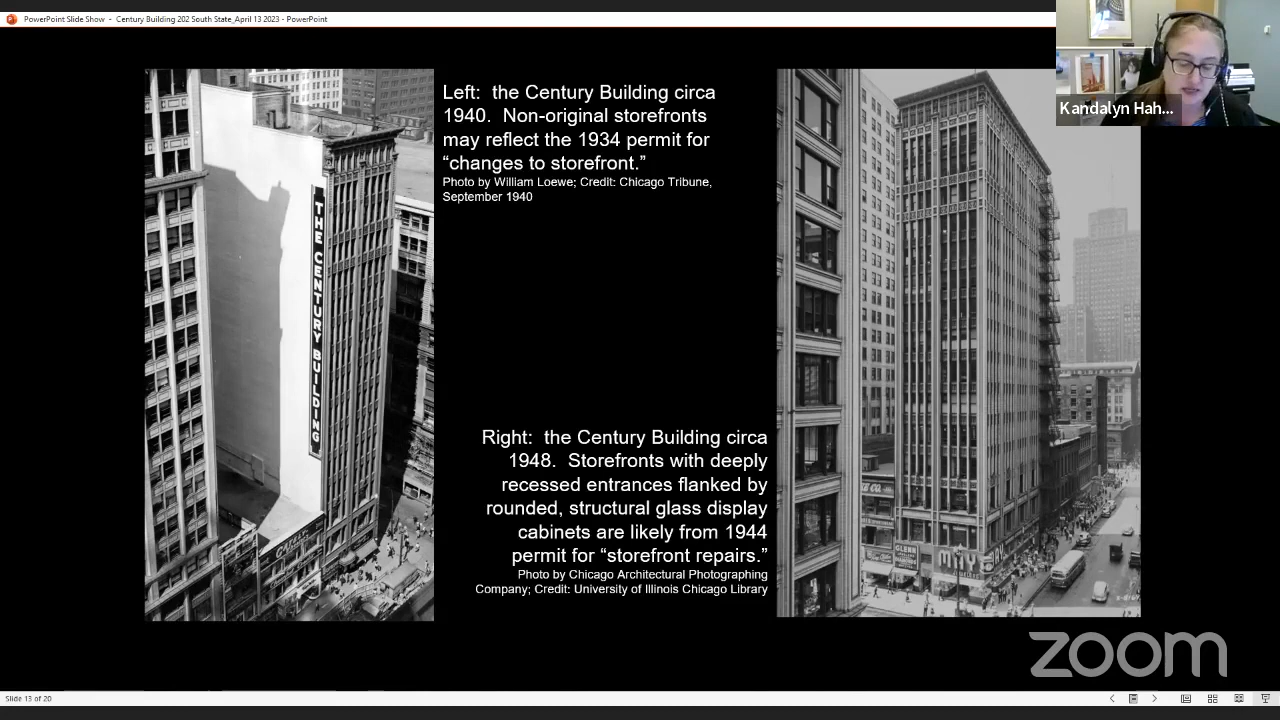 PowerPoint Slide Show - Century Building 202 South State_April 13 2023 - PowerPoint
Kandalyn Hah...
Left: the Century Building circa
1940. Non-original storefronts
may reflect the 1934 permit for
“changes to storefront.”
Photo by William Loewe; Credit: Chicago Tribune,
September 1940
THE CENTURY BUILDING
Right: the Century Building circa
1948. Storefronts with deeply
recessed entrances flanked by
rounded, structural glass display
cabinets are likely from 1944
permit for “storefront repairs.”
Photo by Chicago Architectural Photographing
Company; Credit: University of Illinois Chicago Library
GLENN
zoom
Slide 13 of 20